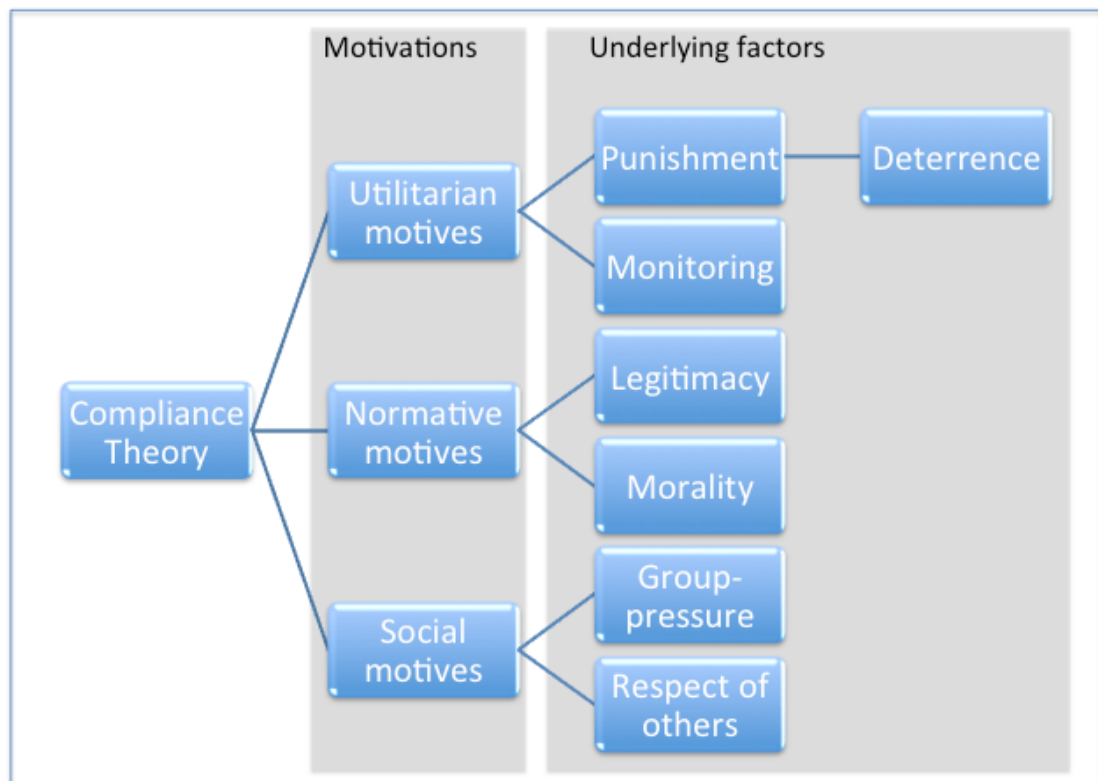 Motivations
Underlying factors
Punishment
Deterrence
Utilitarian
motives
Monitoring
Legitimacy
Compliance
Theory
Normative
motives
Morality
Group-
pressure
Social
motives
Respect of
others